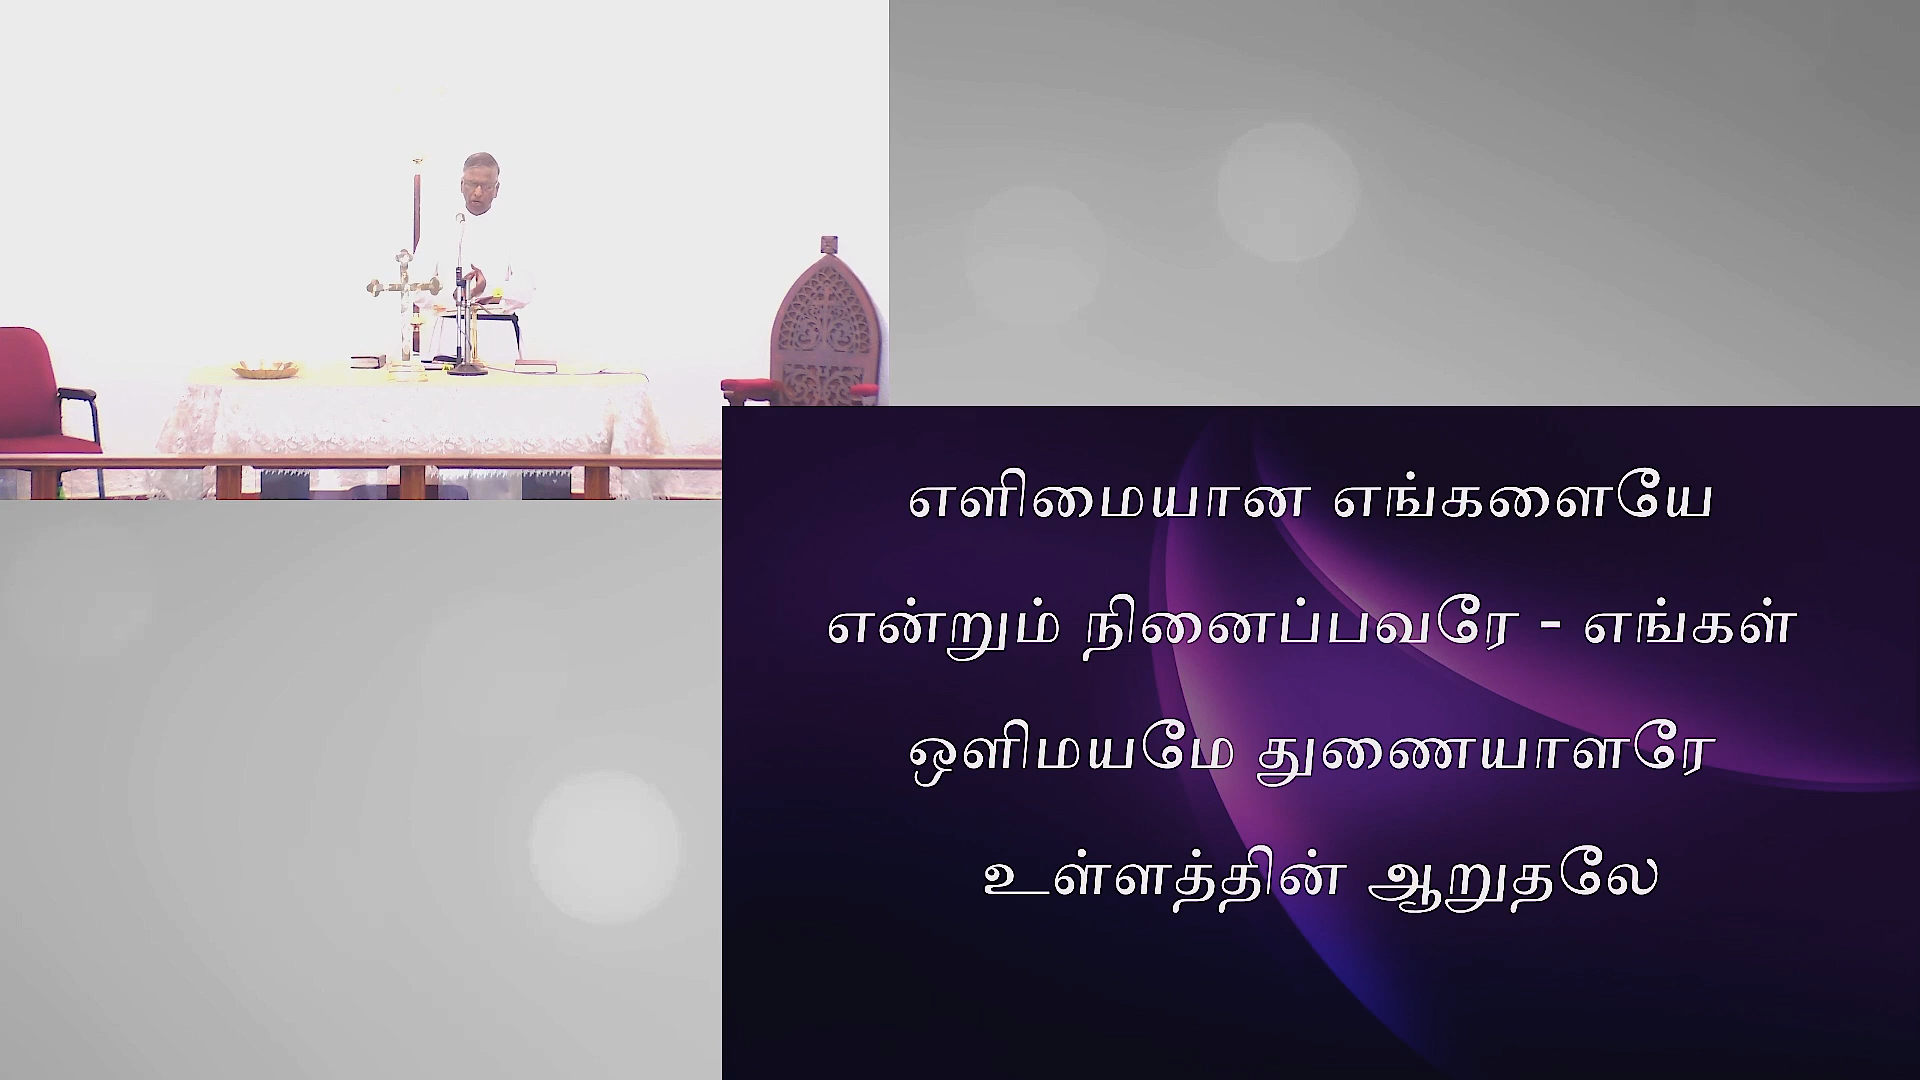 எளிமையான எங்களையே
என்றும் நினைப்பவரே - எங்கள்
ஒளிமயமே துணையாளரே
உள்ளத்தின் ஆறுதலே